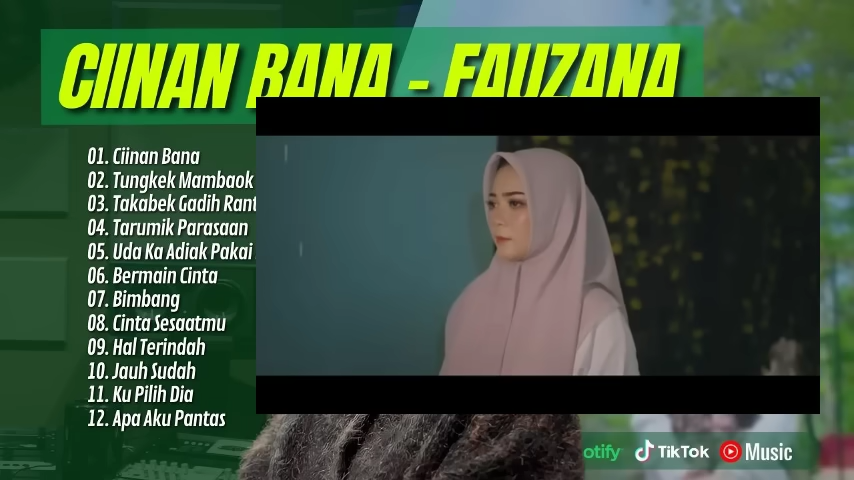 CIINAN BANA - FAUZANA
01. Ciinan Bana
02. Tungkek Mambaok
03. Takabek Gadih Rant
04. Tarumik Parasaan
05. Uda Ka Adiak Pakai
06. Bermain Cinta
07. Bimbang
08. Cinta Sesaatmu
09. Hal Terindah
10. Jauh Sudah
11. Ku Pilih Dia
12. Apa Aku Pantas
otify TikTok Music